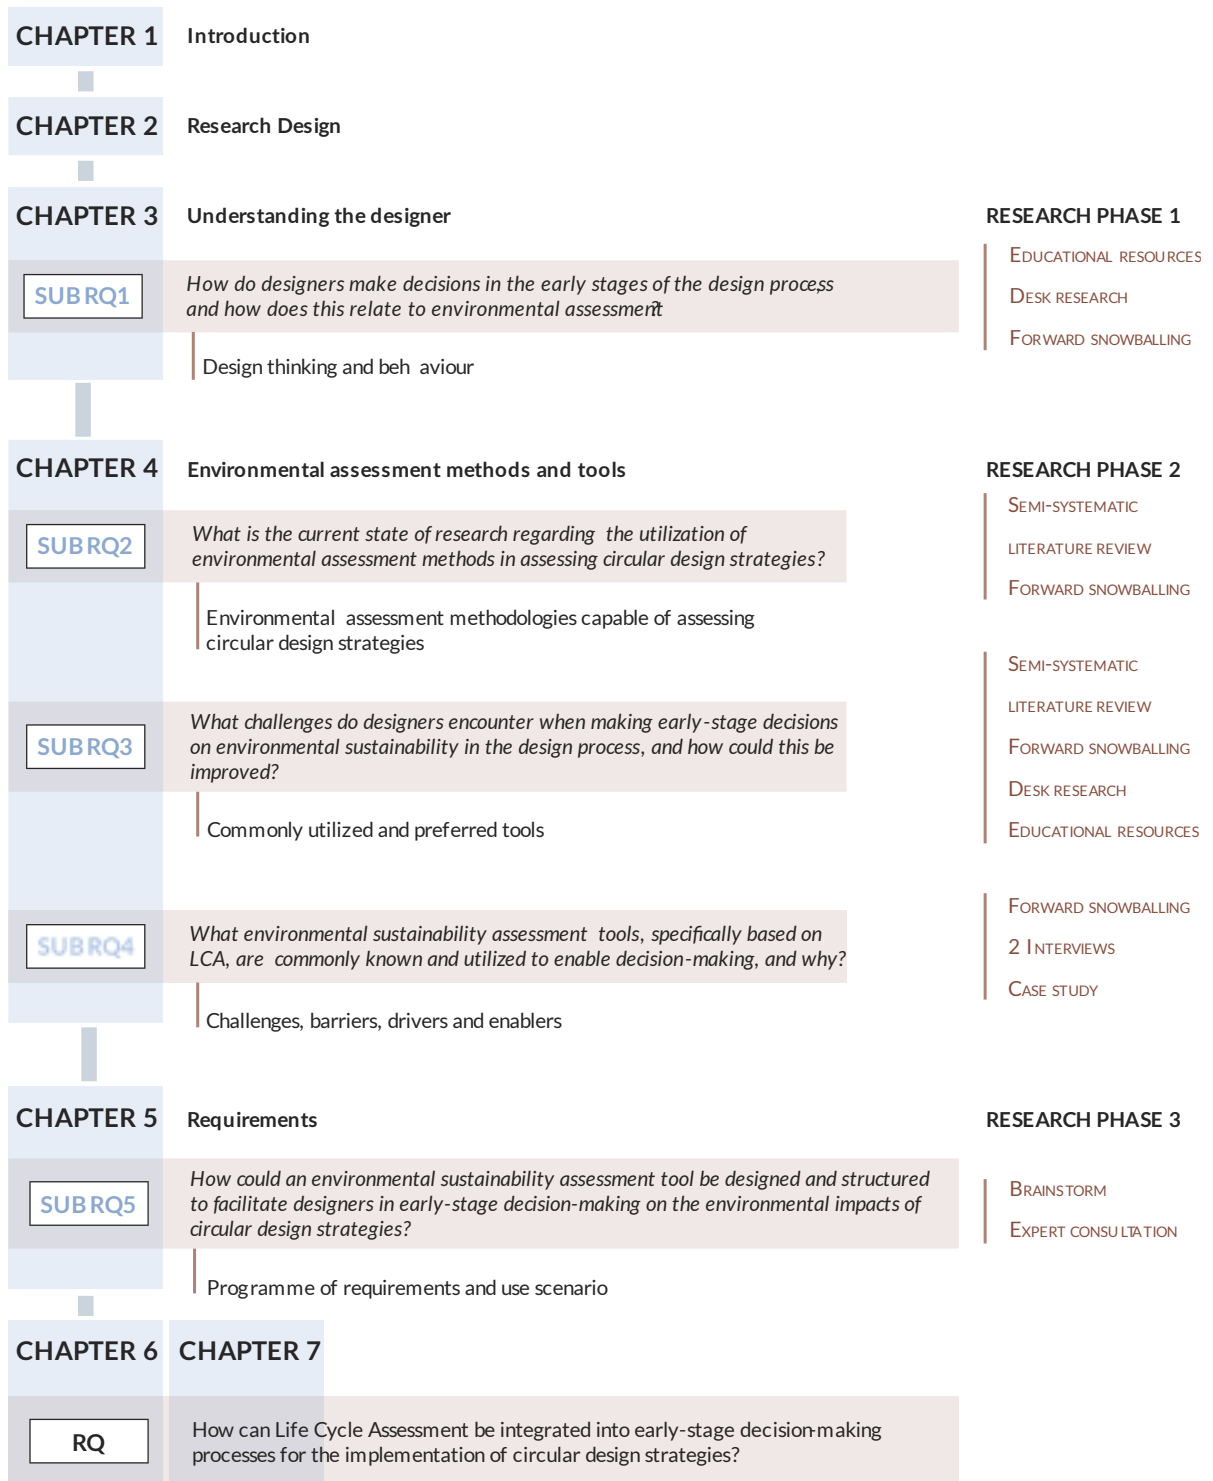 CHAPTER 1
Introduction
CHAPTER 2
Research Design
CHAPTER 3
Understanding the designer
RESEARCH PHASE 1
EDUCATIONAL RESOURCES
DESK RESEARCH
FORWARD SNOWBALLING
SUB RQ1
How do designers make decisions in the early stages of the design process,
and how does this relate to environmental assessment?
Design thinking and beh aviour
CHAPTER 4
Environmental assessment methods and tools
RESEARCH PHASE 2
SUB RQ2
What is the current state of research regarding the utilization of
environmental assessment methods in assessing circular design strategies?
Environmental assessment methodologies capable of assessing
circular design strategies
SEMI-SYSTEMATIC
LITERATURE REVIEW
FORWARD SNOWBALLING
SUB RQ3
What challenges do designers encounter when making early-stage decisions
on environmental sustainability in the design process, and how could this be
improved?
Commonly utilized and preferred tools
SEMI-SYSTEMATIC
LITERATURE REVIEW
FORWARD SNOWBALLING
DESK RESEARCH
EDUCATIONAL RESOURCES
SUB RQ4
What environmental sustainability assessment tools, specifically based on
LCA, are commonly known and utilized to enable decision-making, and why?
Challenges, barriers, drivers and enablers
FORWARD SNOWBALLING
2 INTERVIEWS
CASE STUDY
CHAPTER 5
Requirements
RESEARCH PHASE 3
SUB RQ5
How could an environmental sustainability assessment tool be designed and structured
to facilitate designers in early-stage decision-making on the environmental impacts of
circular design strategies?
Programme of requirements and use scenario
BRAINSTORM
EXPERT CONSULTATION
CHAPTER 6
CHAPTER 7
RQ
How can Life Cycle Assessment be integrated into early-stage decision-making
processes for the implementation of circular design strategies?